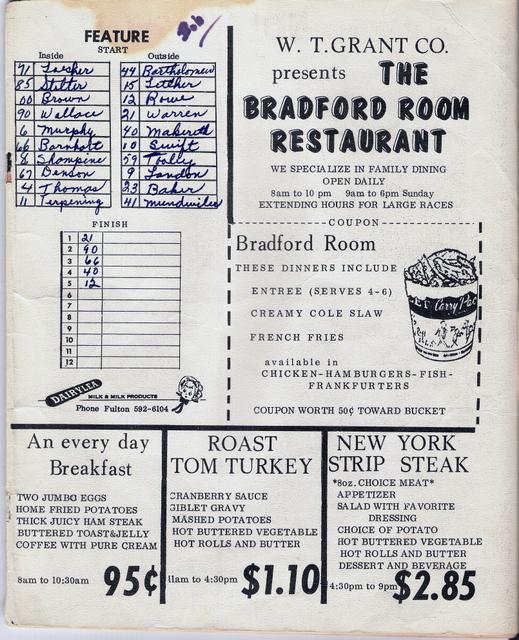 FEATURE
START
Inside Outside
71 Loesher 44 Bartholomew
85 Stetter 15
00 Brown 12 Rowe
90 Wallace 21 Warren
6 Murphy 40
66 10 Swift
8 Shampine 59 Tooley
67 Denson 9 Landon
4 Thomas 23 Baker
11 Terpening 41
FINISH
1 21
2 90
3 66
4 40
5 12
6
7
8
9
10
11
12
DAIRYLEA
MILK & MILK PRODUCTS
Phone Fulton 592-6104
W. T. GRANT CO.
presents THE
BRADFORD ROOM
RESTAURANT
WE SPECIALIZE IN FAMILY DINING
OPEN DAILY
8am to 10 pm 9am to 6pm Sunday
EXTENDING HOURS FOR LARGE RACES
COUPON
Bradford Room
THESE DINNERS INCLUDE
ENTREE (SERVES 4-6)
CREAMY COLE SLAW
FRENCH FRIES
available in
CHICKEN-HAMBURGERS-FISH-
FRANKFURTERS
COUPON WORTH 50¢ TOWARD BUCKET
Carry Pac
An every day
Breakfast
TWO JUMBO EGGS
HOME FRIED POTATOES
THICK JUICY HAM STEAK
BUTTERED TOAST&JELLY
COFFEE WITH PURE CREAM
8am to 10:30am 95¢
ROAST
TOM TURKEY
CRANBERRY SAUCE
GIBLET GRAVY
MASHED POTATOES
HOT BUTTERED VEGETABLE
HOT ROLLS AND BUTTER
11am to 4:30pm $1.10
NEW YORK
STRIP STEAK
*8oz. CHOICE MEAT*
APPETIZER
SALAD WITH FAVORITE
DRESSING
CHOICE OF POTATO
HOT BUTTERED VEGETABLE
HOT ROLLS AND BUTTER
DESSERT AND BEVERAGE
4:30pm to 9pm $2.85